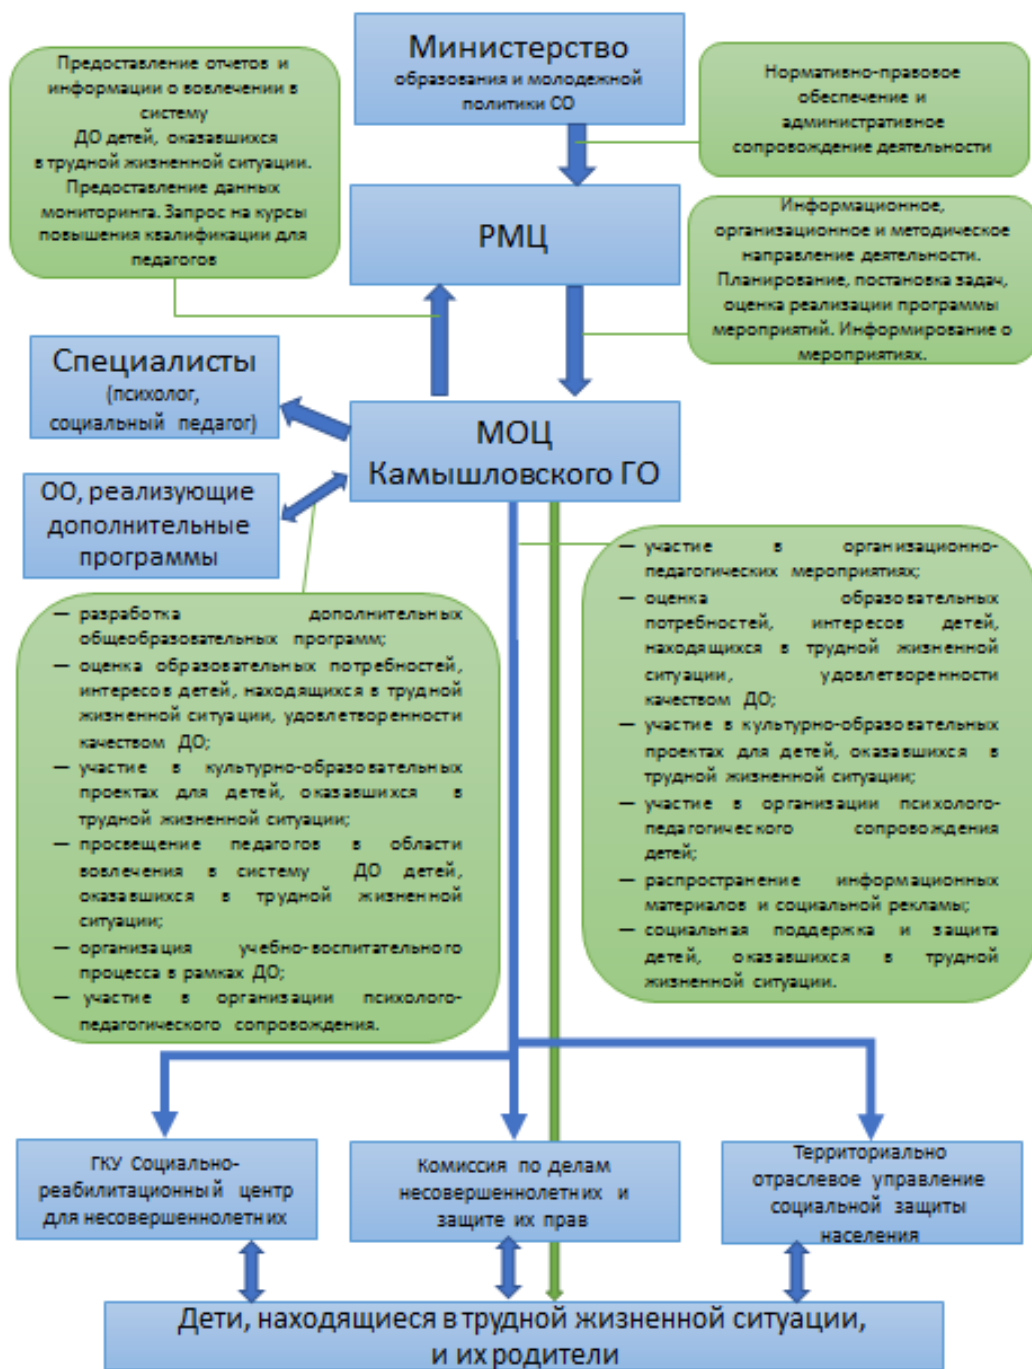 Министерство
образования и молодежной
политики СО
Предоставление отчетов и
информации о вовлечении в
систему
ДО детей, оказавшихся
в трудной жизненной ситуации.
Предоставление данных
мониторинга. Запрос на курсы
повышения квалификации для
педагогов
Нормативно-правовое
обеспечение и
административное
сопровождение деятельности
РМЦ
Информационное,
организационное и методическое
направление деятельности.
Планирование, постановка задач,
оценка реализации программы
мероприятий. Информирование о
мероприятиях.
Специалисты
(психолог,
социальный педагог)
МОЦ
Камышловского ГО
ОО, реализующие
дополнительные
программы
— разработка дополнительных
общеобразовательных программ;
— оценка образовательных потребностей,
интересов детей, находящихся в трудной
жизненной ситуации, удовлетворенности
качеством ДО;
— участие в культурно-образовательных
проектах для детей, оказавшихся в
трудной жизненной ситуации;
— просвещение педагогов в области
вовлечения в систему ДО детей,
оказавшихся в трудной жизненной
ситуации;
— организация учебно-воспитательного
процесса в рамках ДО;
— участие в организации психолого-
педагогического сопровождения.
— участие в организационно-
педагогических мероприятиях;
— оценка образовательных
потребностей, интересов детей,
находящихся в трудной жизненной
ситуации, удовлетворенности
качеством ДО;
— участие в культурно-образовательных
проектах для детей, оказавшихся в
трудной жизненной ситуации;
— участие в организации психолого-
педагогического сопровождения
детей;
— распространение информационных
материалов и социальной рекламы;
— социальная поддержка и защита
детей, оказавшихся в трудной
жизненной ситуации.
ГКУ Социально-
реабилитационный центр
для несовершеннолетних
Комиссия по делам
несовершеннолетних и
защите их прав
Территориально
отраслевое управление
социальной защиты
населения
Дети, находящиеся в трудной жизненной ситуации,
и их родители